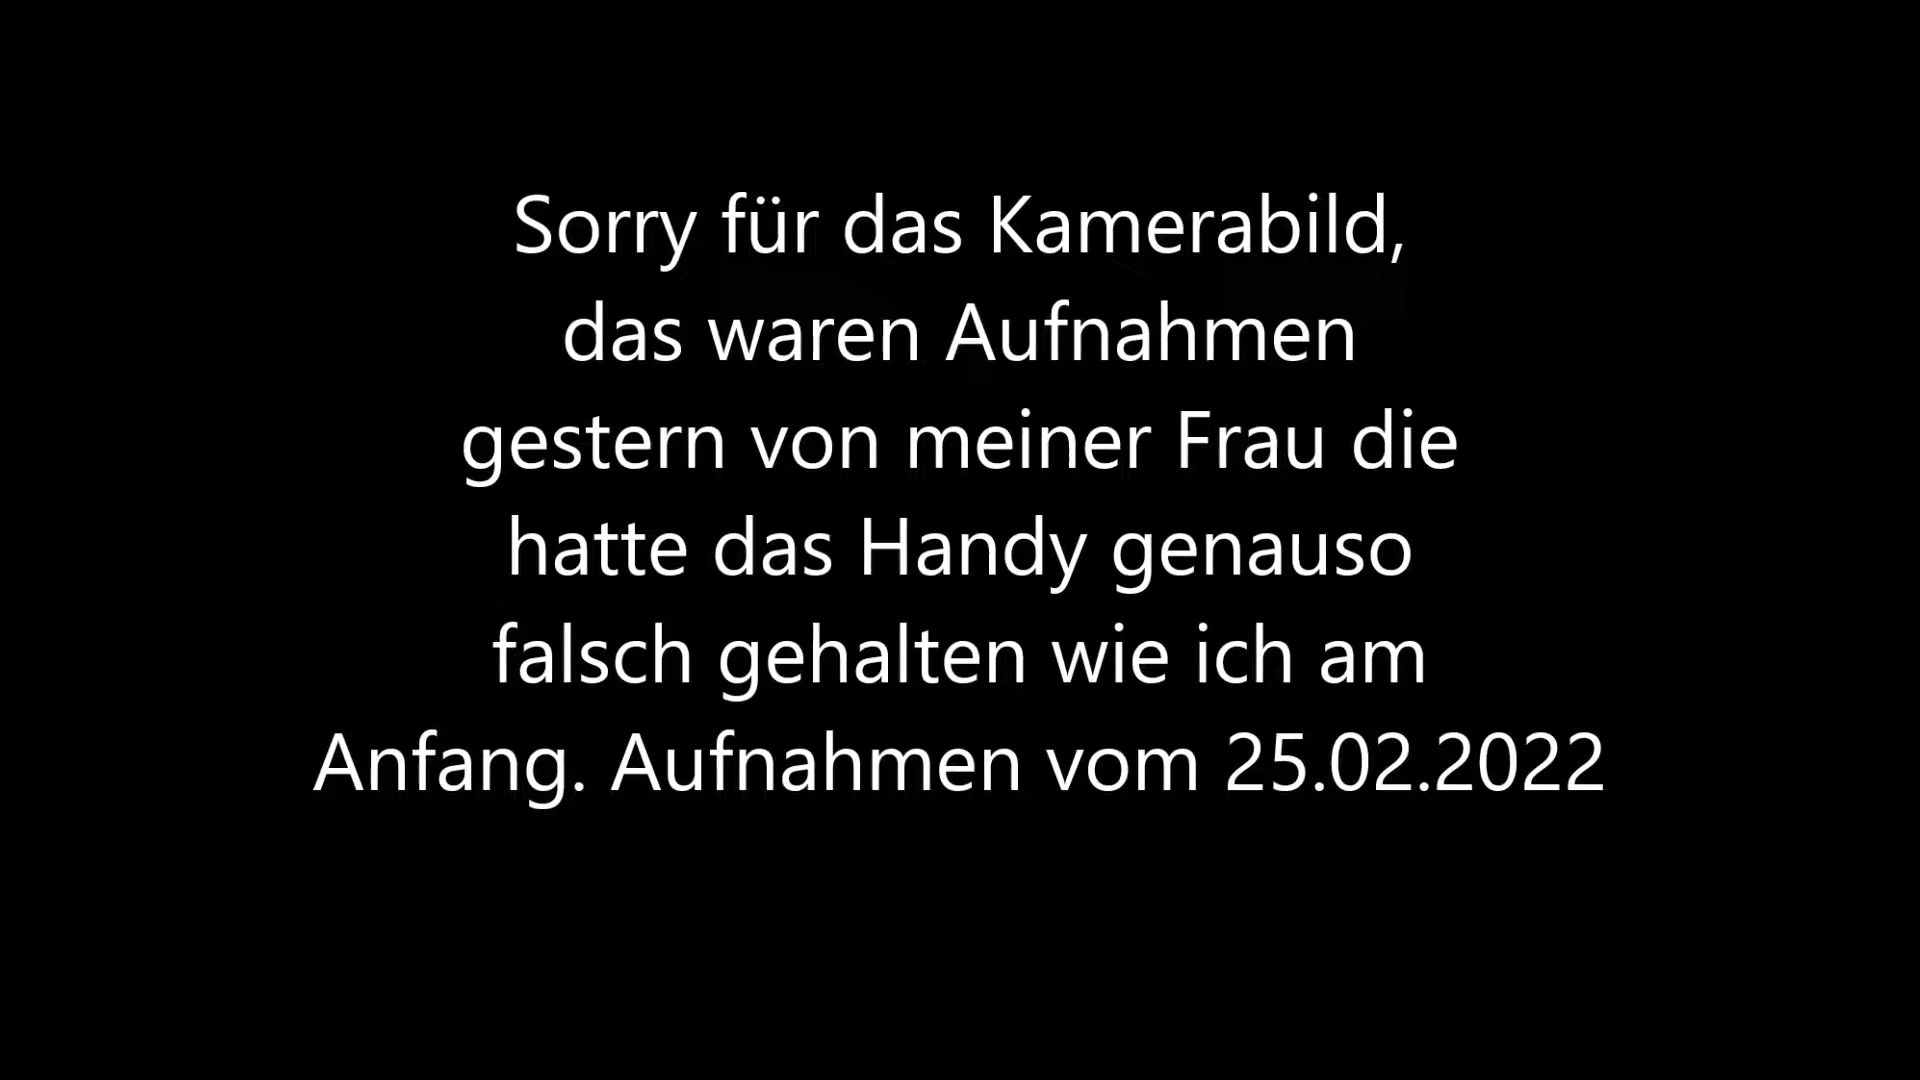 Sorry für das Kamerabild,
das waren Aufnahmen
gestern von meiner Frau die
hatte das Handy genauso
falsch gehalten wie ich am
Anfang. Aufnahmen vom 25.02.2022